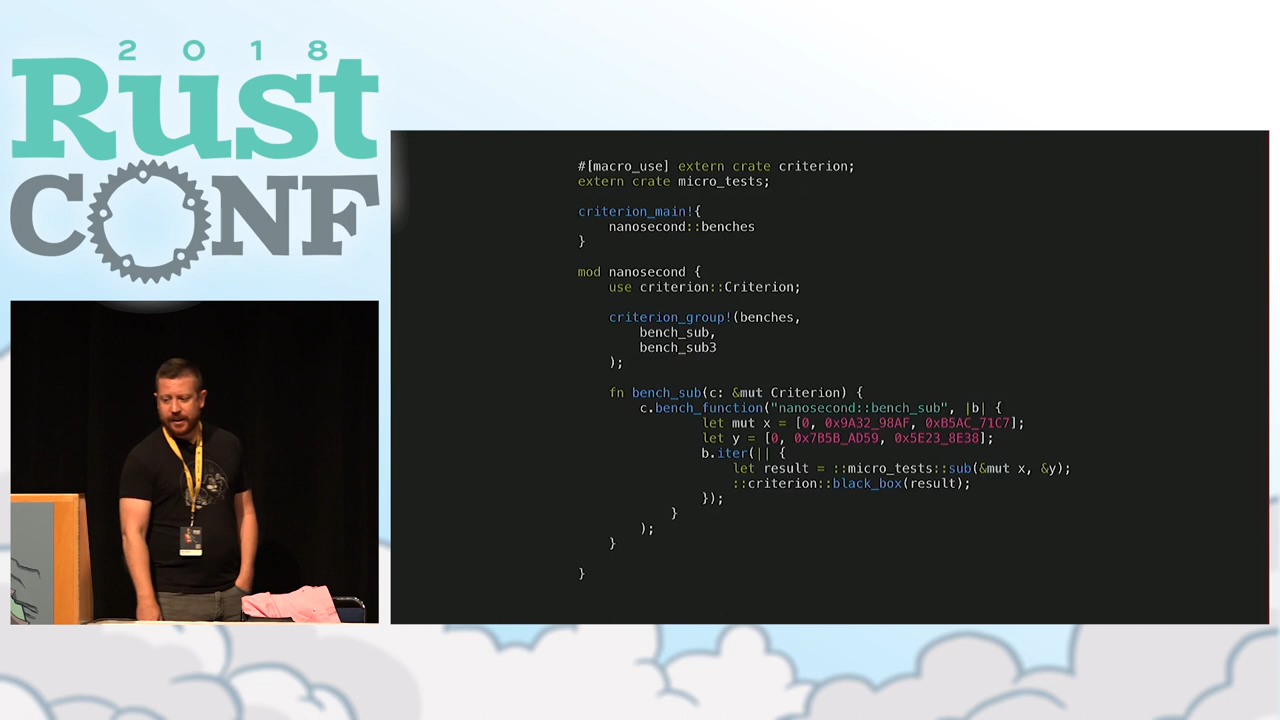 2018
Rust
CONF
#[macro_use] extern crate criterion;
extern crate micro_tests;
criterion_main!{
nanosecond::benches
}
mod nanosecond {
use criterion::Criterion;
criterion_group!(benches,
bench_sub,
bench_sub3
);
fn bench_sub(c: &mut Criterion) {
c.bench_function("nanosecond::bench_sub", |b| {
let mut x = [0, 0x9A32_98AF, 0xB5AC_71C7];
let y = [0, 0x7B5B_AD59, 0x5E23_8E38];
b.iter(|| {
let result = ::micro_tests::sub(&mut x, &y);
::criterion::black_box(result);
});
}
);
}
}